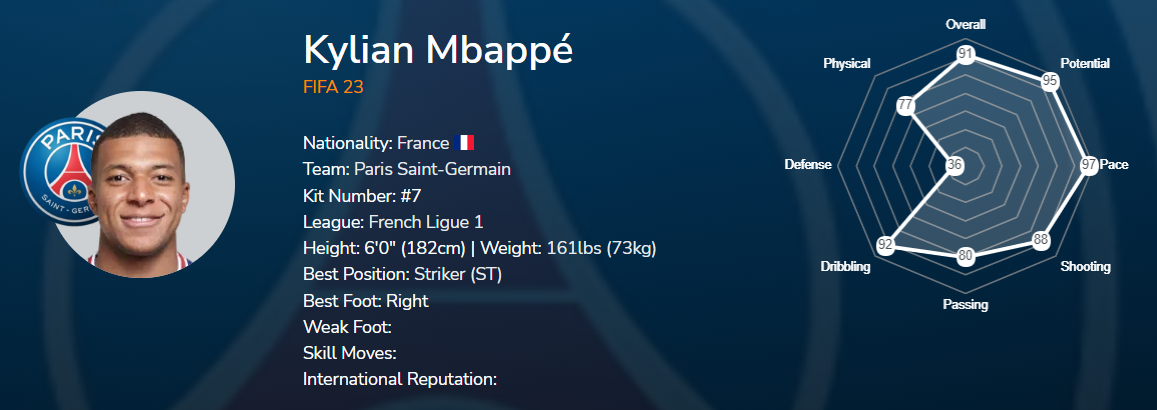 Kylian Mbappé
FIFA 23
Nationality: France
Team: Paris Saint-Germain
Kit Number: #7
League: French Ligue 1
Height: 6'0" (182cm) | Weight: 161lbs (73kg)
Best Position: Striker (ST)
Best Foot: Right
Weak Foot:
Skill Moves:
International Reputation:
PARIS
SAINT-GER
Overall
91
Physical
77
Potential
95
Defense
36
97
Pace
Dribbling
92
88
Shooting
80
Passing